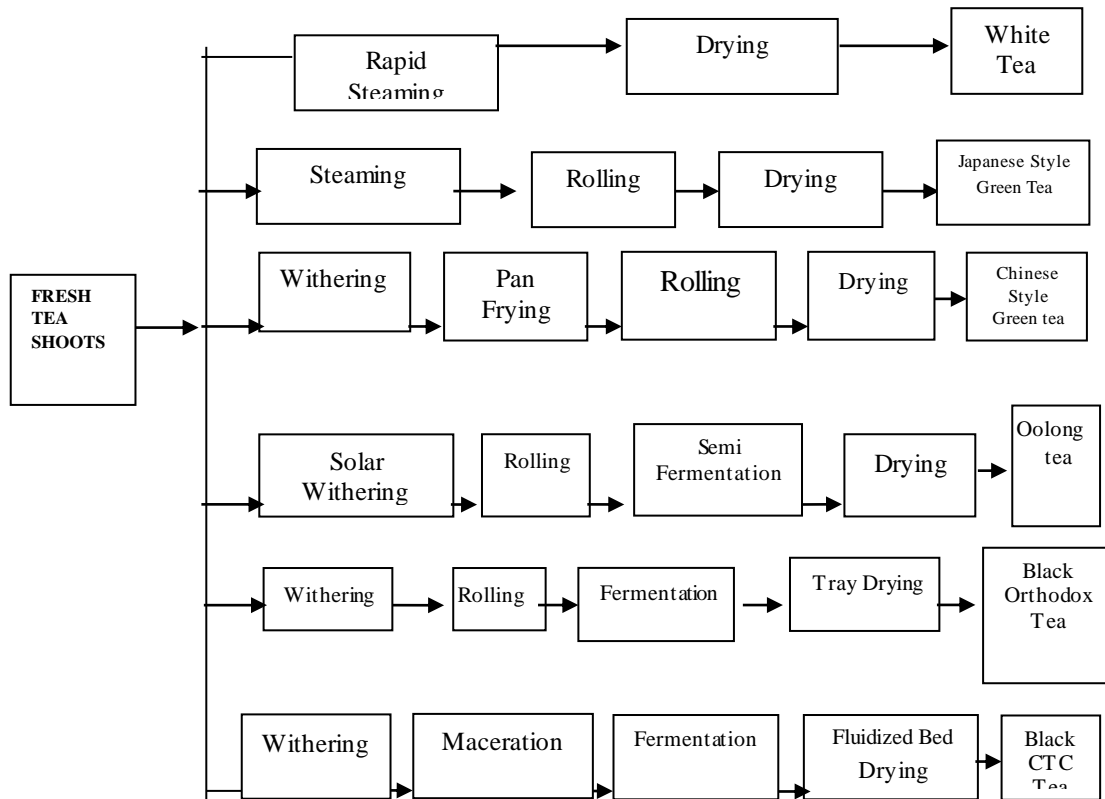 Rapid
Steaming
Drying
White
Tea
Steaming
Rolling
Drying
Japanese Style
Green Tea
FRESH
TEA
SHOOTS
Withering
Pan
Frying
Rolling
Drying
Chinese
Style
Green tea
Solar
Withering
Rolling
Semi
Fermentation
Drying
Oolong
tea
Withering
Rolling
Fermentation
Tray Drying
Black
Orthodox
Tea
Withering
Maceration
Fermentation
Fluidized Bed
Drying
Black
CTC
Tea